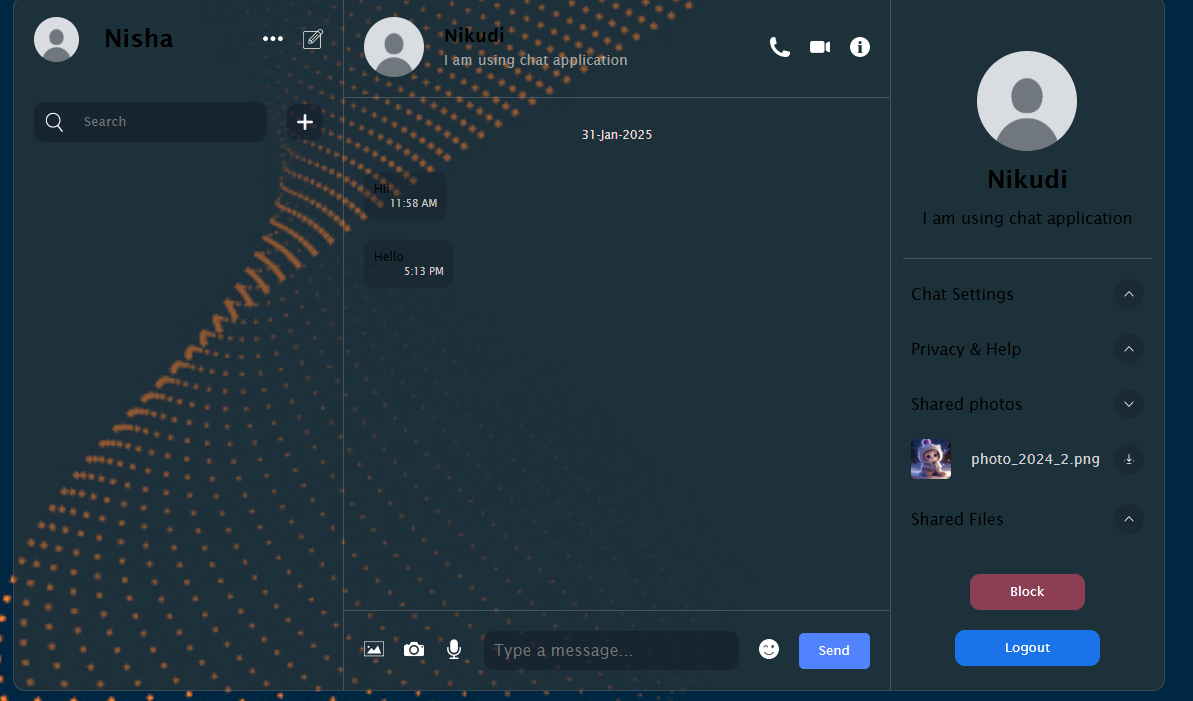 Nisha
Search
Nikudi
I am using chat application
31-Jan-2025
Hii
11:58 AM
Hello
5:13 PM
Type a message...
Send
Nikudi
I am using chat application
Chat Settings
Privacy & Help
Shared photos
photo_2024_2.png
Shared Files
Block
Logout